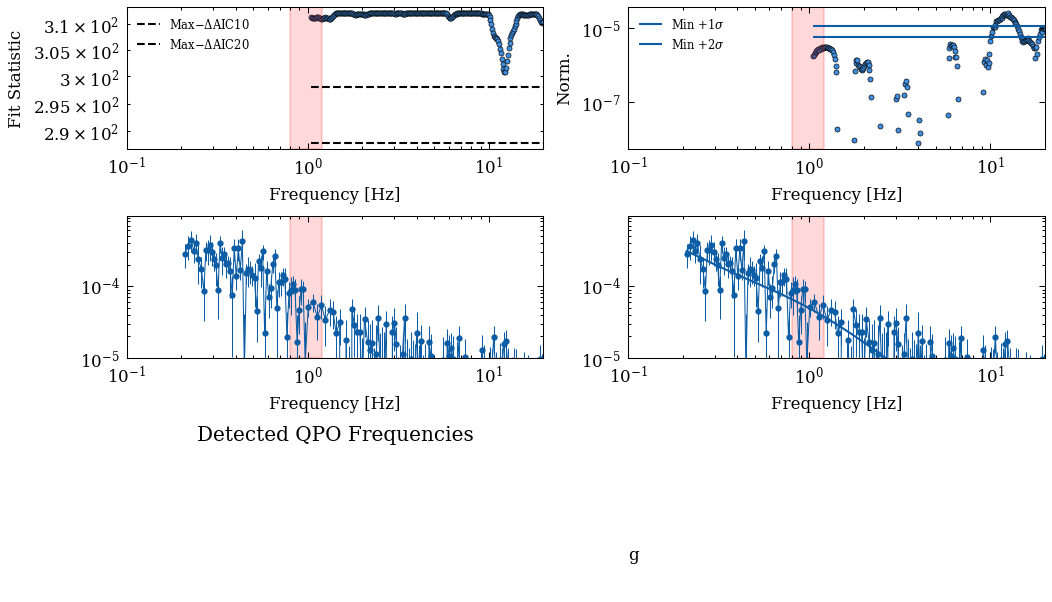 Fit Statistic
3.1 × 10²
3.05 × 10²
3 × 10²
2.95 × 10²
2.9 × 10²
Max−ΔAIC10
Max−ΔAIC20
10⁻¹ 10⁰ 10¹
Frequency [Hz]
Norm.
10⁻⁵
10⁻⁷
Min +1σ
Min +2σ
10⁻¹ 10⁰ 10¹
Frequency [Hz]
10⁻⁴
10⁻⁵
10⁻¹ 10⁰ 10¹
Frequency [Hz]
10⁻⁴
10⁻⁵
10⁻¹ 10⁰ 10¹
Frequency [Hz]
Detected QPO Frequencies
g